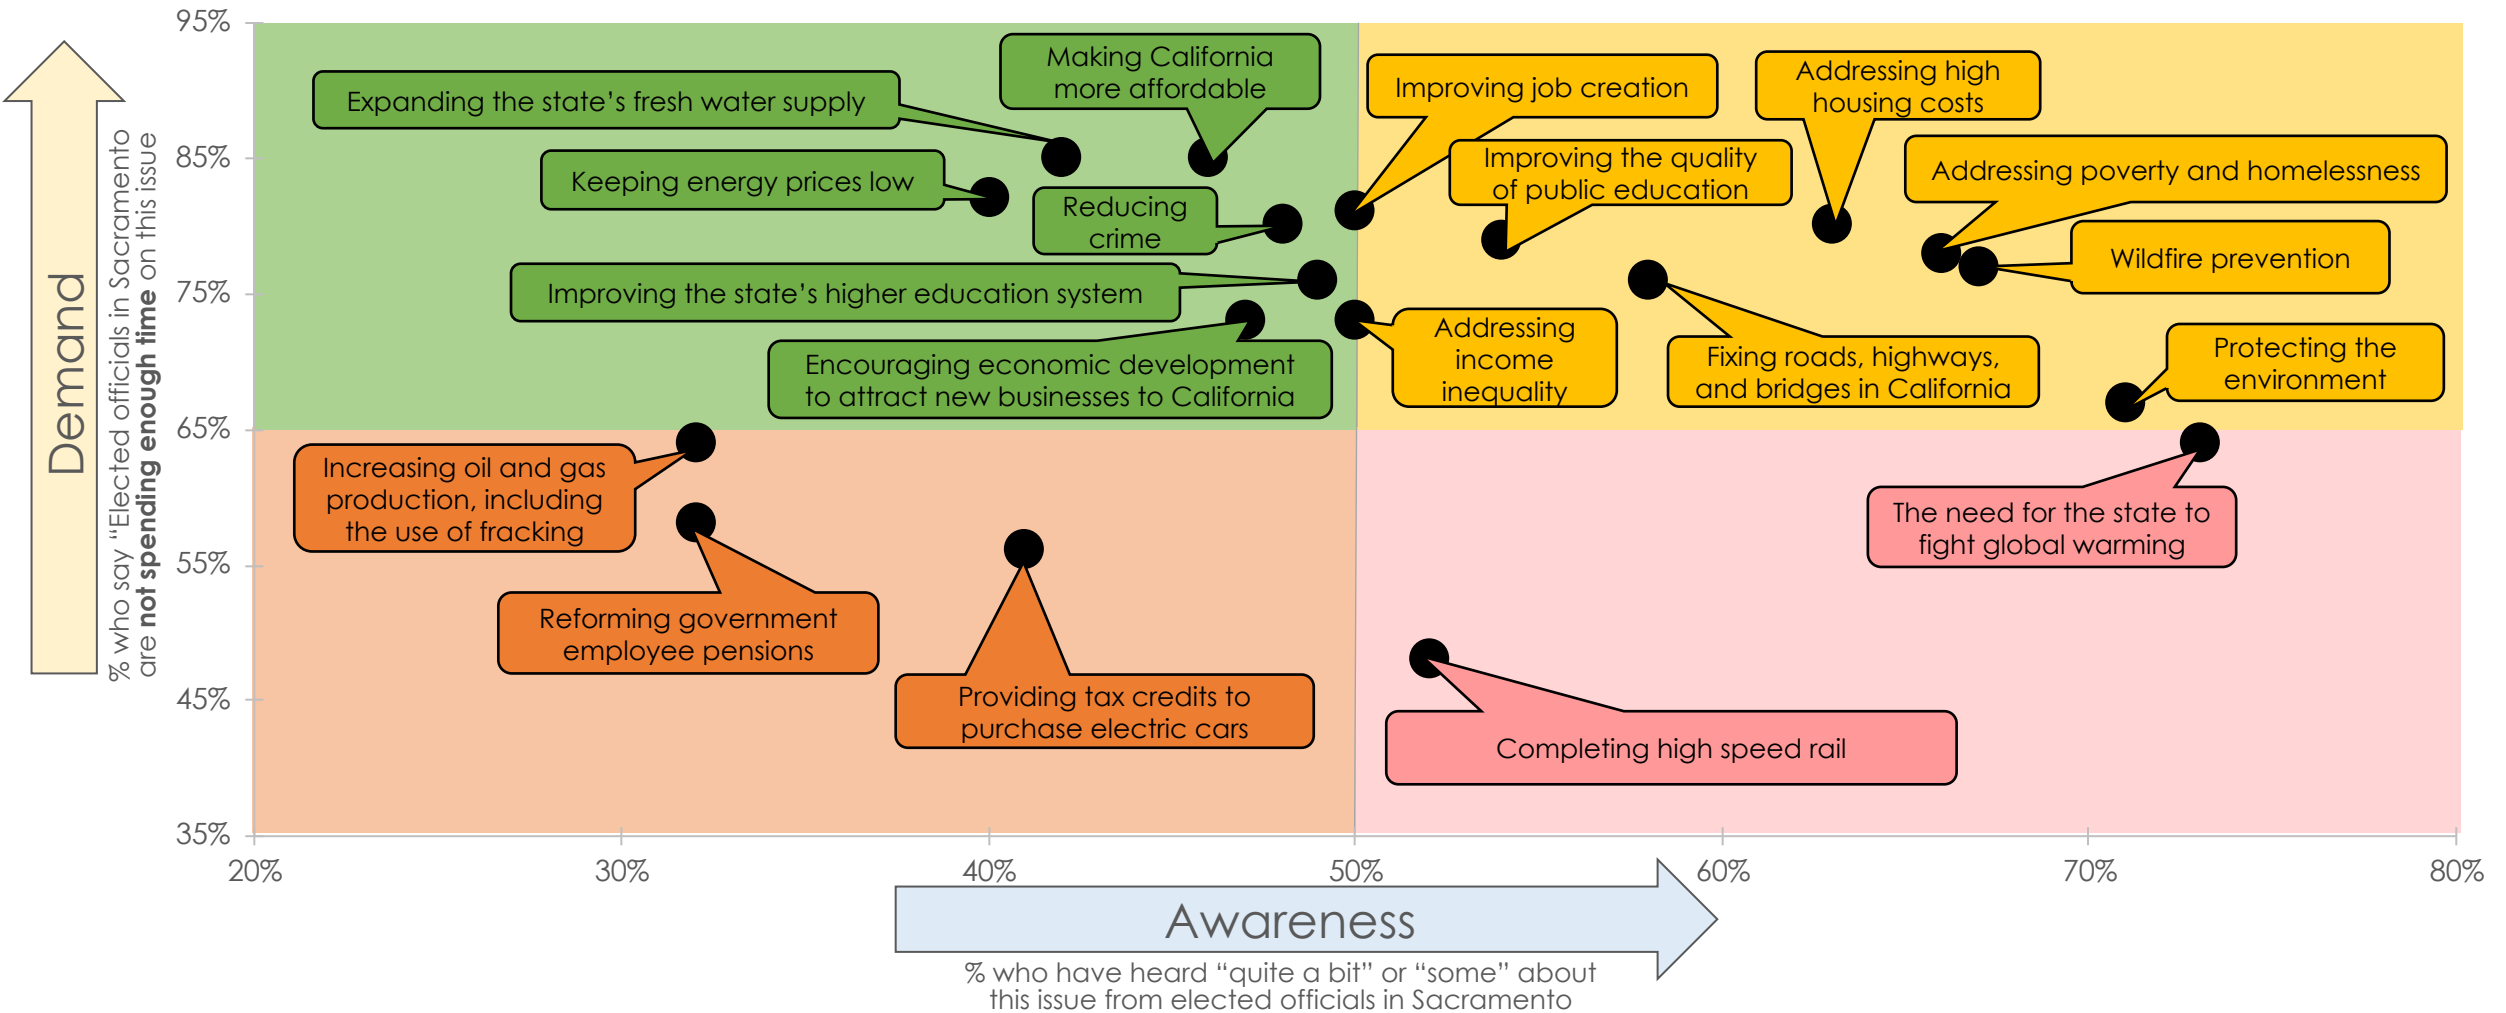 95%
85%
75%
65%
55%
45%
35%
Demand
% who say “Elected officials in Sacramento
are not spending enough time on this issue
Expanding the state’s fresh water supply
Making California
more affordable
Keeping energy prices low
Reducing
crime
Improving the state’s higher education system
Encouraging economic development
to attract new businesses to California
Improving job creation
Addressing high
housing costs
Improving the quality
of public education
Addressing poverty and homelessness
Wildfire prevention
Addressing
income
inequality
Fixing roads, highways,
and bridges in California
Protecting the
environment
Increasing oil and gas
production, including
the use of fracking
Reforming government
employee pensions
Providing tax credits to
purchase electric cars
The need for the state to
fight global warming
Completing high speed rail
20%
30%
40%
50%
60%
70%
80%
Awareness
% who have heard “quite a bit” or “some” about
this issue from elected officials in Sacramento